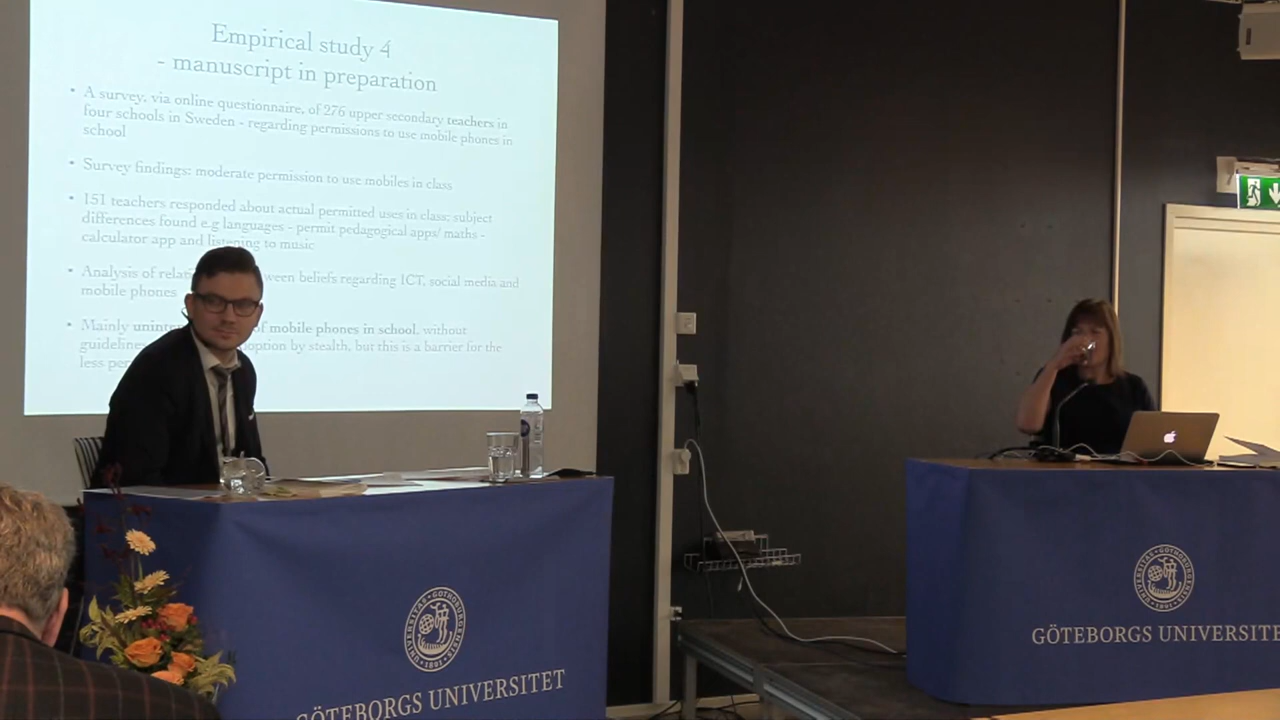 Empirical study 4
- manuscript in preparation
• A survey, via online questionnaire, of 276 upper secondary teachers in
four schools in Sweden - regarding permissions to use mobile phones in
school
• Survey findings: moderate permission to use mobiles in class
• 151 teachers responded about actual permitted uses in class; subject
differences found e.g languages - permit pedagogical apps/ maths -
calculator app and listening to music
• Analysis of relati ween beliefs regarding ICT, social media and
mobile phones
• Mainly of mobile phones in school, without
guideline option by stealth, but this is a barrier for the
less
GÖTEBORGS UNIVERSITET
GÖTEBORGS UNIVERSITE